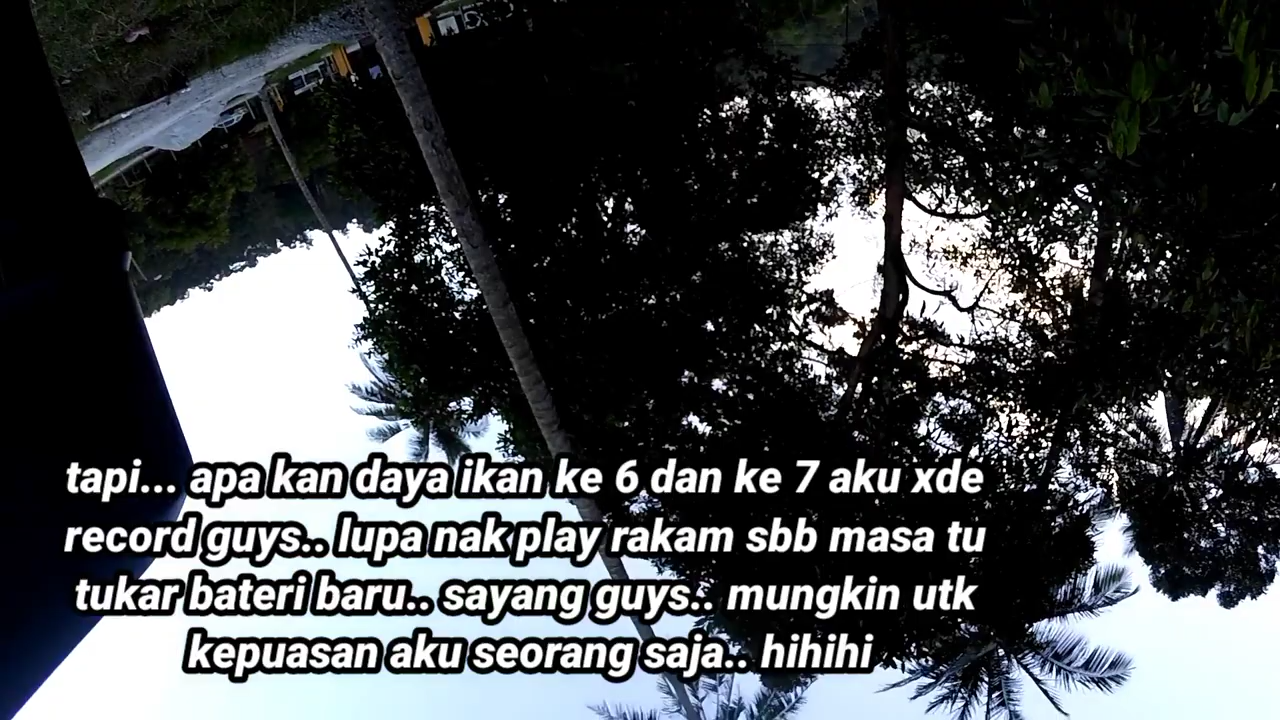 tapi... apa kan daya ikan ke 6 dan ke 7 aku xde
record guys.. lupa nak play rakam sbb masa tu
tukar bateri baru.. sayang guys.. mungkin utk
kepuasan aku seorang saja.. hihihi